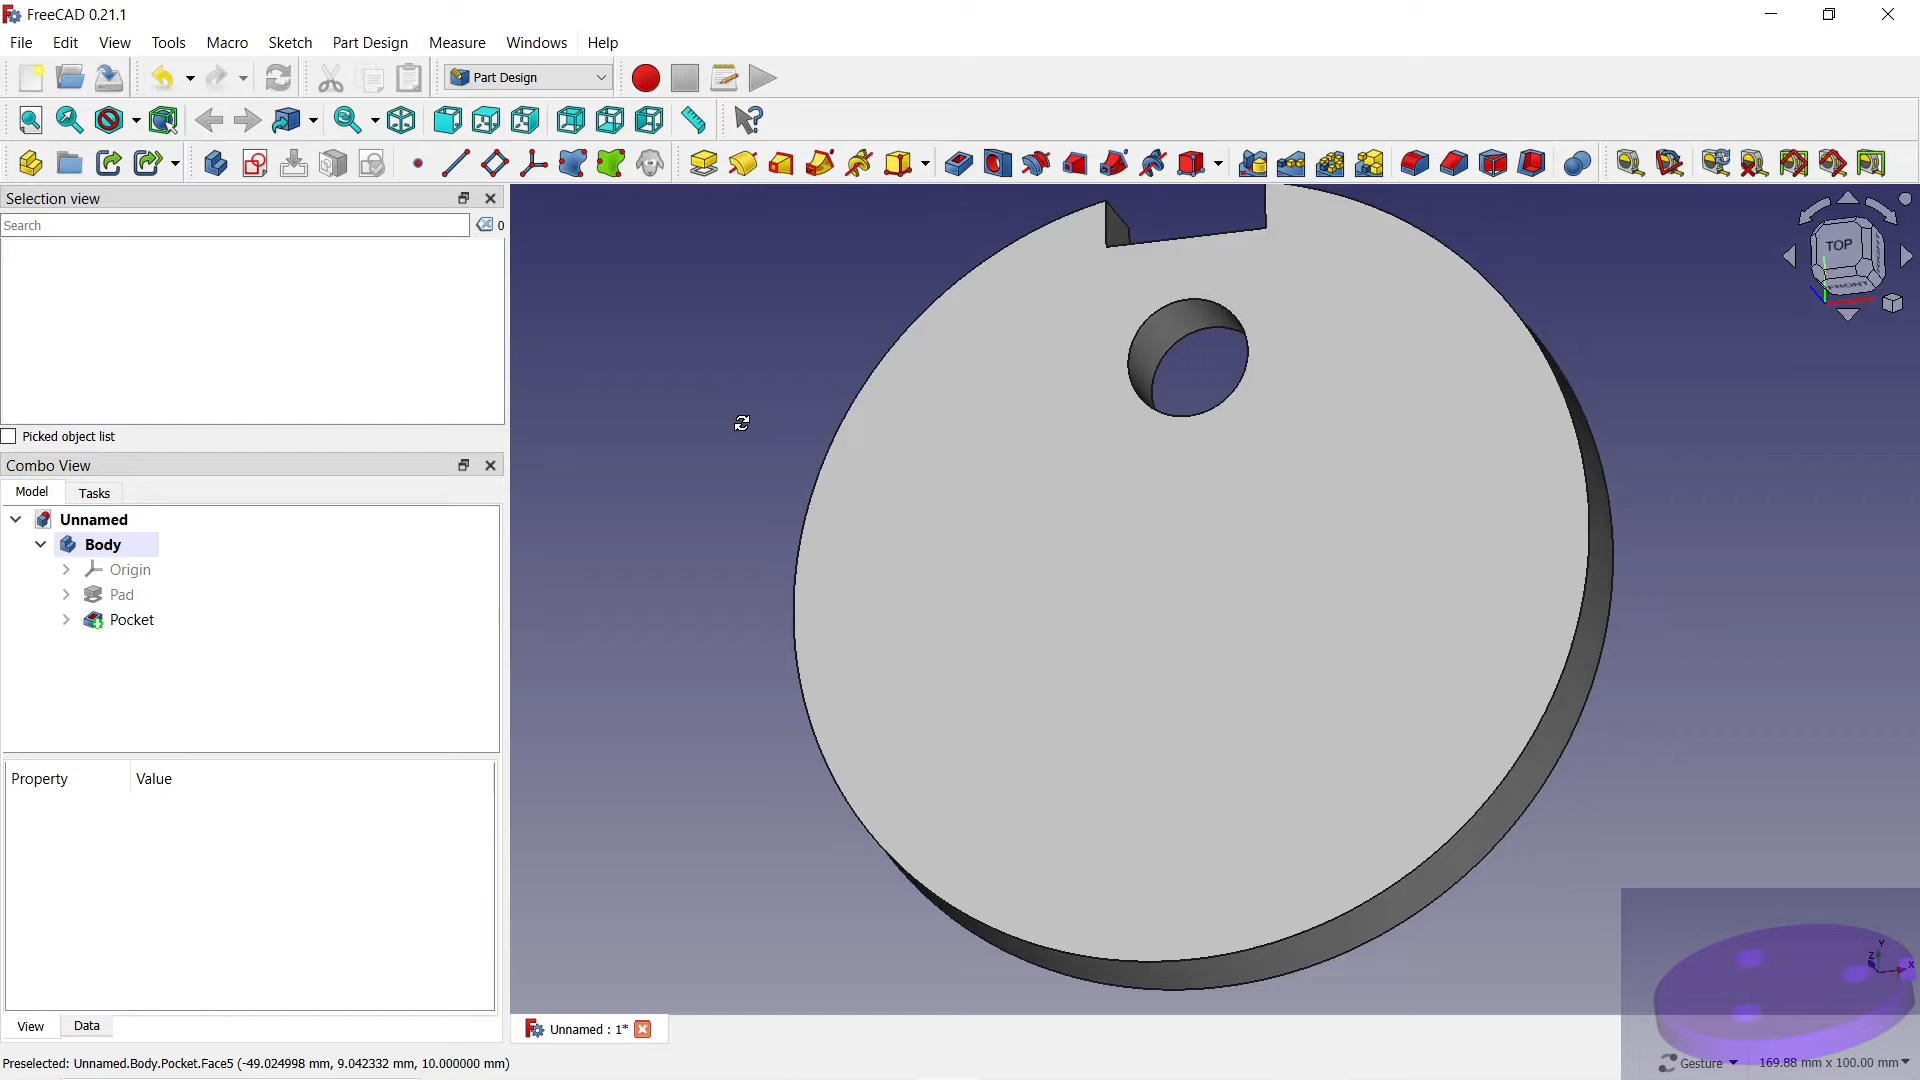 FreeCAD 0.21.1
File Edit View Tools Macro Sketch Part Design Measure Windows Help
Part Design
Selection view
Search
0
Picked object list
Combo View
Model Tasks
Unnamed
Body
Origin
Pad
Pocket
Property Value
View Data
TOP
FRONT
Y
Z
X
Unnamed : 1*
Preselected: Unnamed.Body.Pocket.Face5 (-49.024998 mm, 9.042332 mm, 10.000000 mm)
Gesture 169.88 mm x 100.00 mm